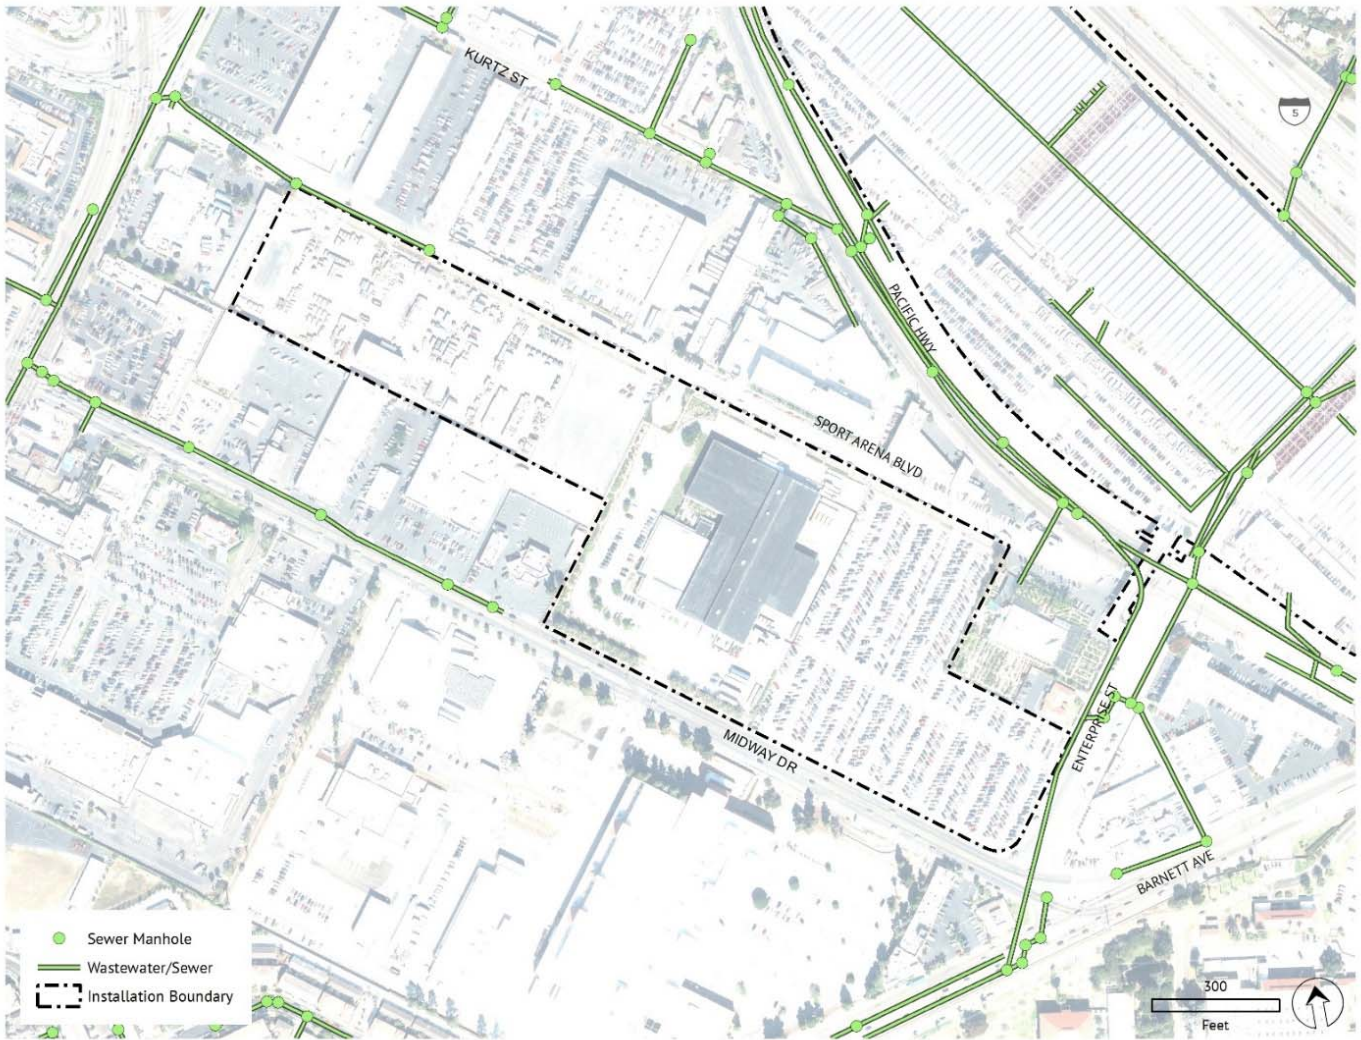 KURTZ ST
5
PACIFIC HWY
SPORT ARENA BLVD
MIDWAY DR
ENTERPRISE ST
BARNETT AVE
Sewer Manhole
Wastewater/Sewer
Installation Boundary
300
Feet